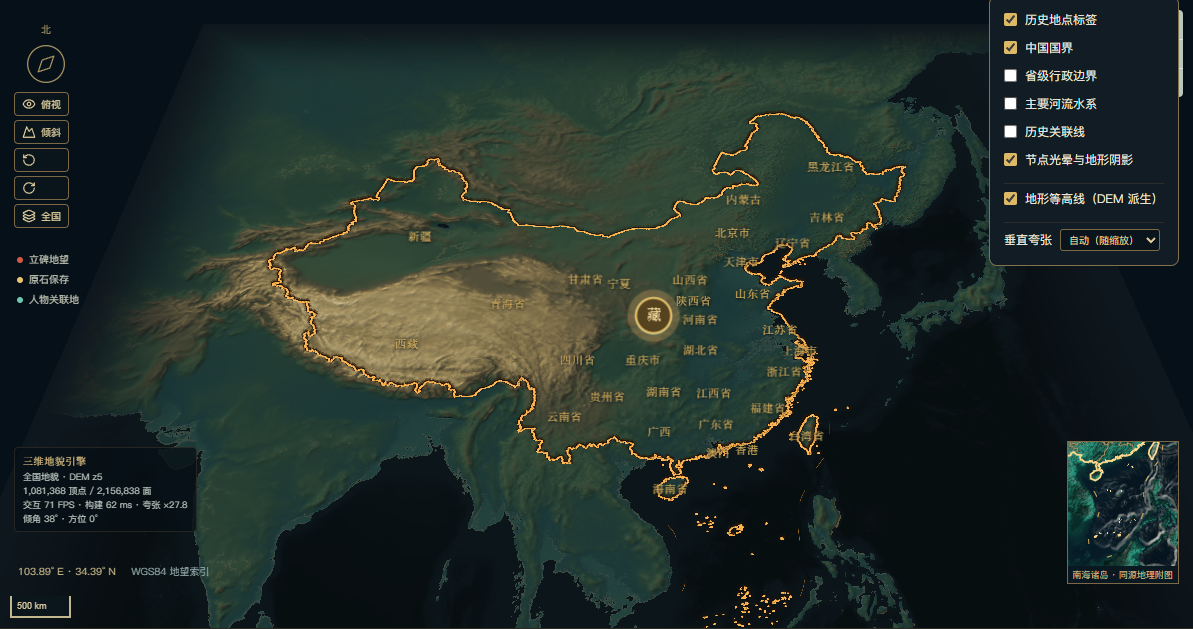 北
俯视
倾斜
全国
立碑地望
原石保存
人物关联地
历史地点标签
中国国界
省级行政边界
主要河流水系
历史关联线
节点光晕与地形阴影
地形等高线（DEM 派生）
垂直夸张 自动（随缩放）
黑龙江省
内蒙古
吉林省
北京市
辽宁省
新疆
天津市
甘肃省
宁夏
山西省
山东省
青海省
陕西省
藏
河南省
江苏省
西藏
上海市
四川省
重庆市
湖北省
浙江省
贵州省
湖南省
江西省
福建省
云南省
广西
广东省
台湾省
澳门
香港
海南省
三维地貌引擎
全国地貌 · DEM z5
1,081,368 顶点 / 2,156,838 面
交互 71 FPS · 构建 62 ms · 夸张 ×27.8
倾角 38° · 方位 0°
103.89° E · 34.39° N WGS84 地望索引
500 km
南海诸岛 · 同源地理附图